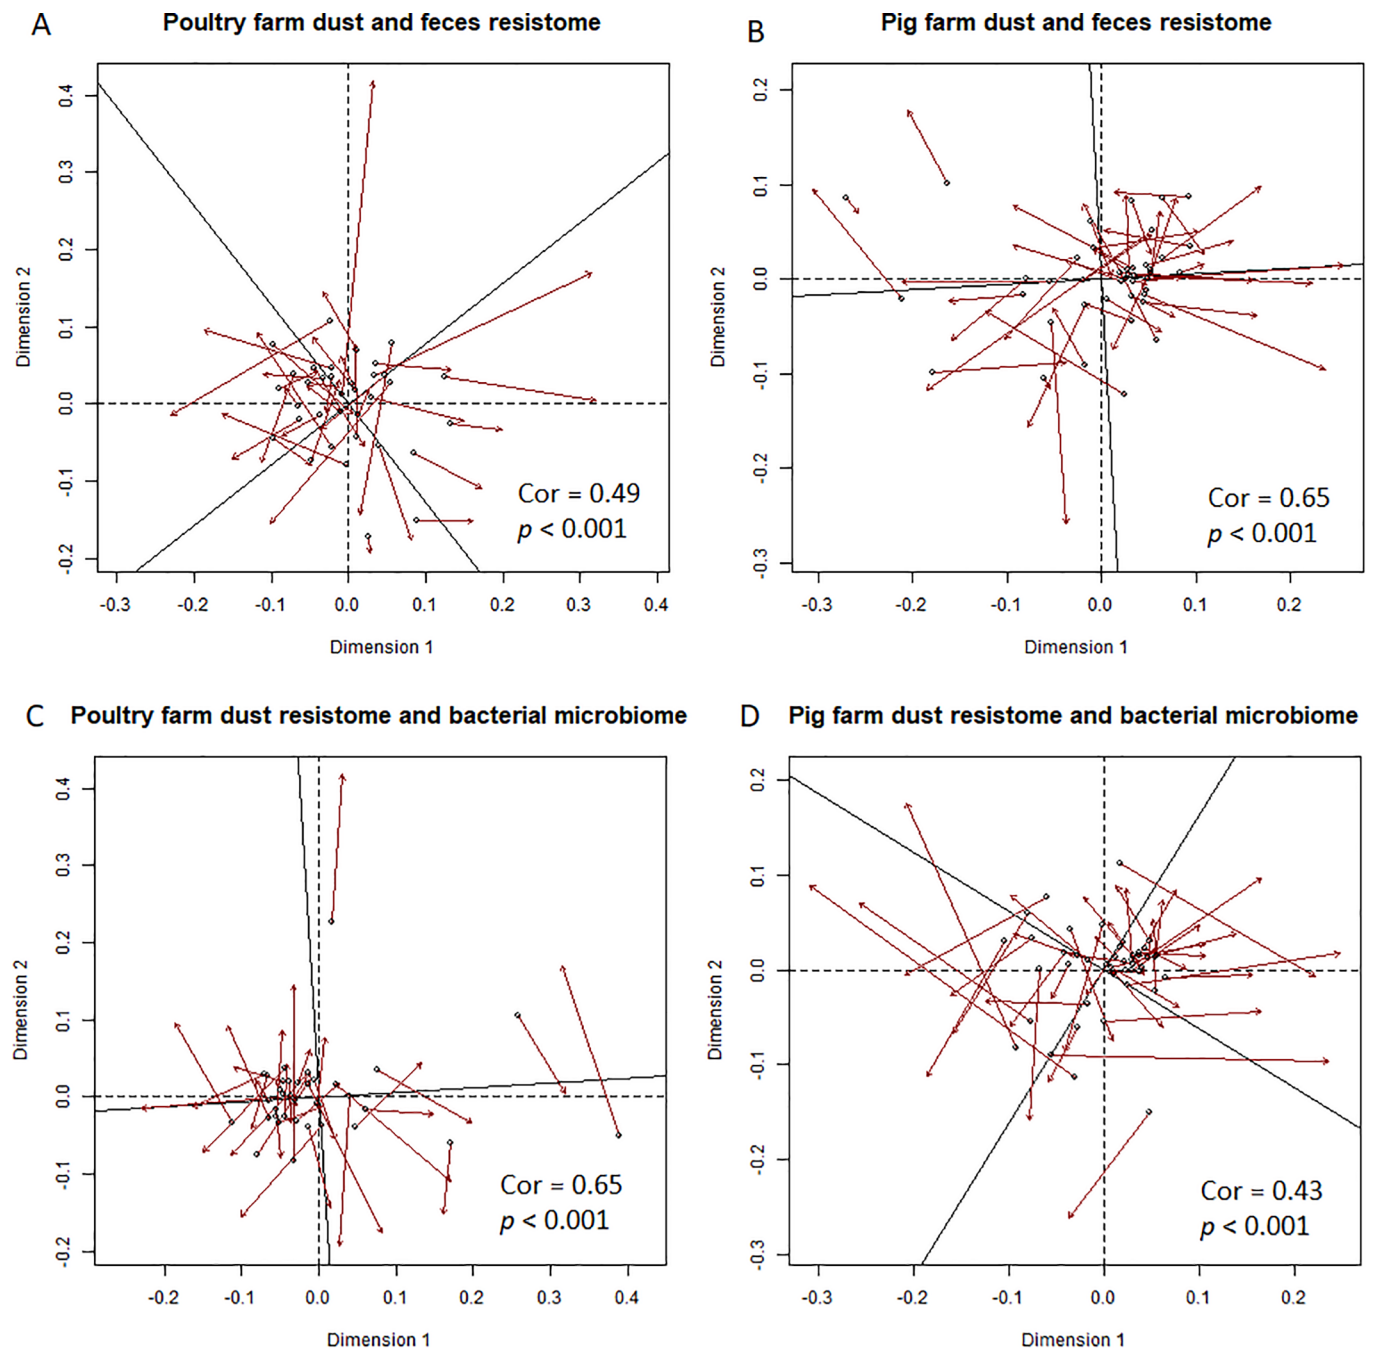 A
Poultry farm dust and feces resistome
Dimension 2
0.4
0.3
0.2
0.1
0.0
-0.1
-0.2
Cor = 0.49
p < 0.001
-0.3 -0.2 -0.1 0.0 0.1 0.2 0.3 0.4
Dimension 1
B
Pig farm dust and feces resistome
Dimension 2
0.2
0.1
0.0
-0.1
-0.2
-0.3
Cor = 0.65
p < 0.001
-0.3 -0.2 -0.1 0.0 0.1 0.2
Dimension 1
C
Poultry farm dust resistome and bacterial microbiome
Dimension 2
0.4
0.3
0.2
0.1
0.0
-0.1
-0.2
Cor = 0.65
p < 0.001
-0.2 -0.1 0.0 0.1 0.2 0.3 0.4
Dimension 1
D
Pig farm dust resistome and bacterial microbiome
Dimension 2
0.2
0.1
0.0
-0.1
-0.2
-0.3
Cor = 0.43
p < 0.001
-0.3 -0.2 -0.1 0.0 0.1 0.2
Dimension 1